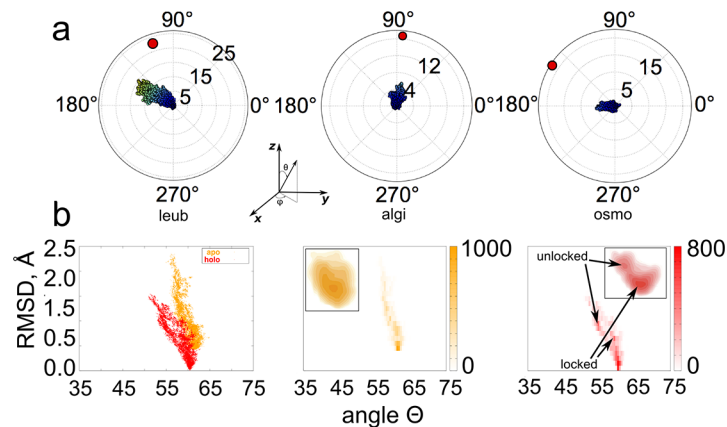 a
90° 90° 90°
25 15 5
12 4
15 5
180° 0° 180° 0° 180° 0°
270° 270° 270°
leub algi osmo
z θ φ x y
b
RMSD, Å
2.5
2.0
1.5
1.0
0.5
0.0
apo
holo
1000
0
800
0
unlocked
locked
35 45 55 65 75 35 45 55 65 75 35 45 55 65 75
angle Θ